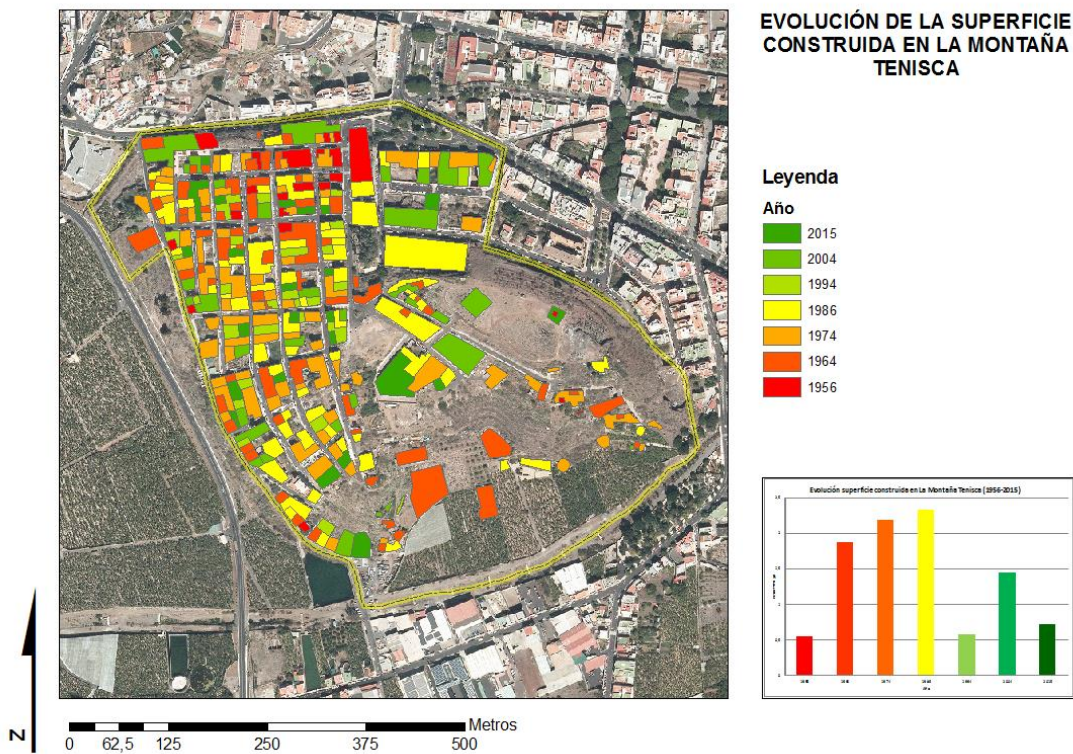 EVOLUCIÓN DE LA SUPERFICIE
CONSTRUIDA EN LA MONTAÑA
TENISCA
Leyenda
Año
2015
2004
1994
1986
1974
1964
1956
Evolución superficie construida en La Montaña Tenisca (1956-2015)
N
Metros
0 62,5 125 250 375 500